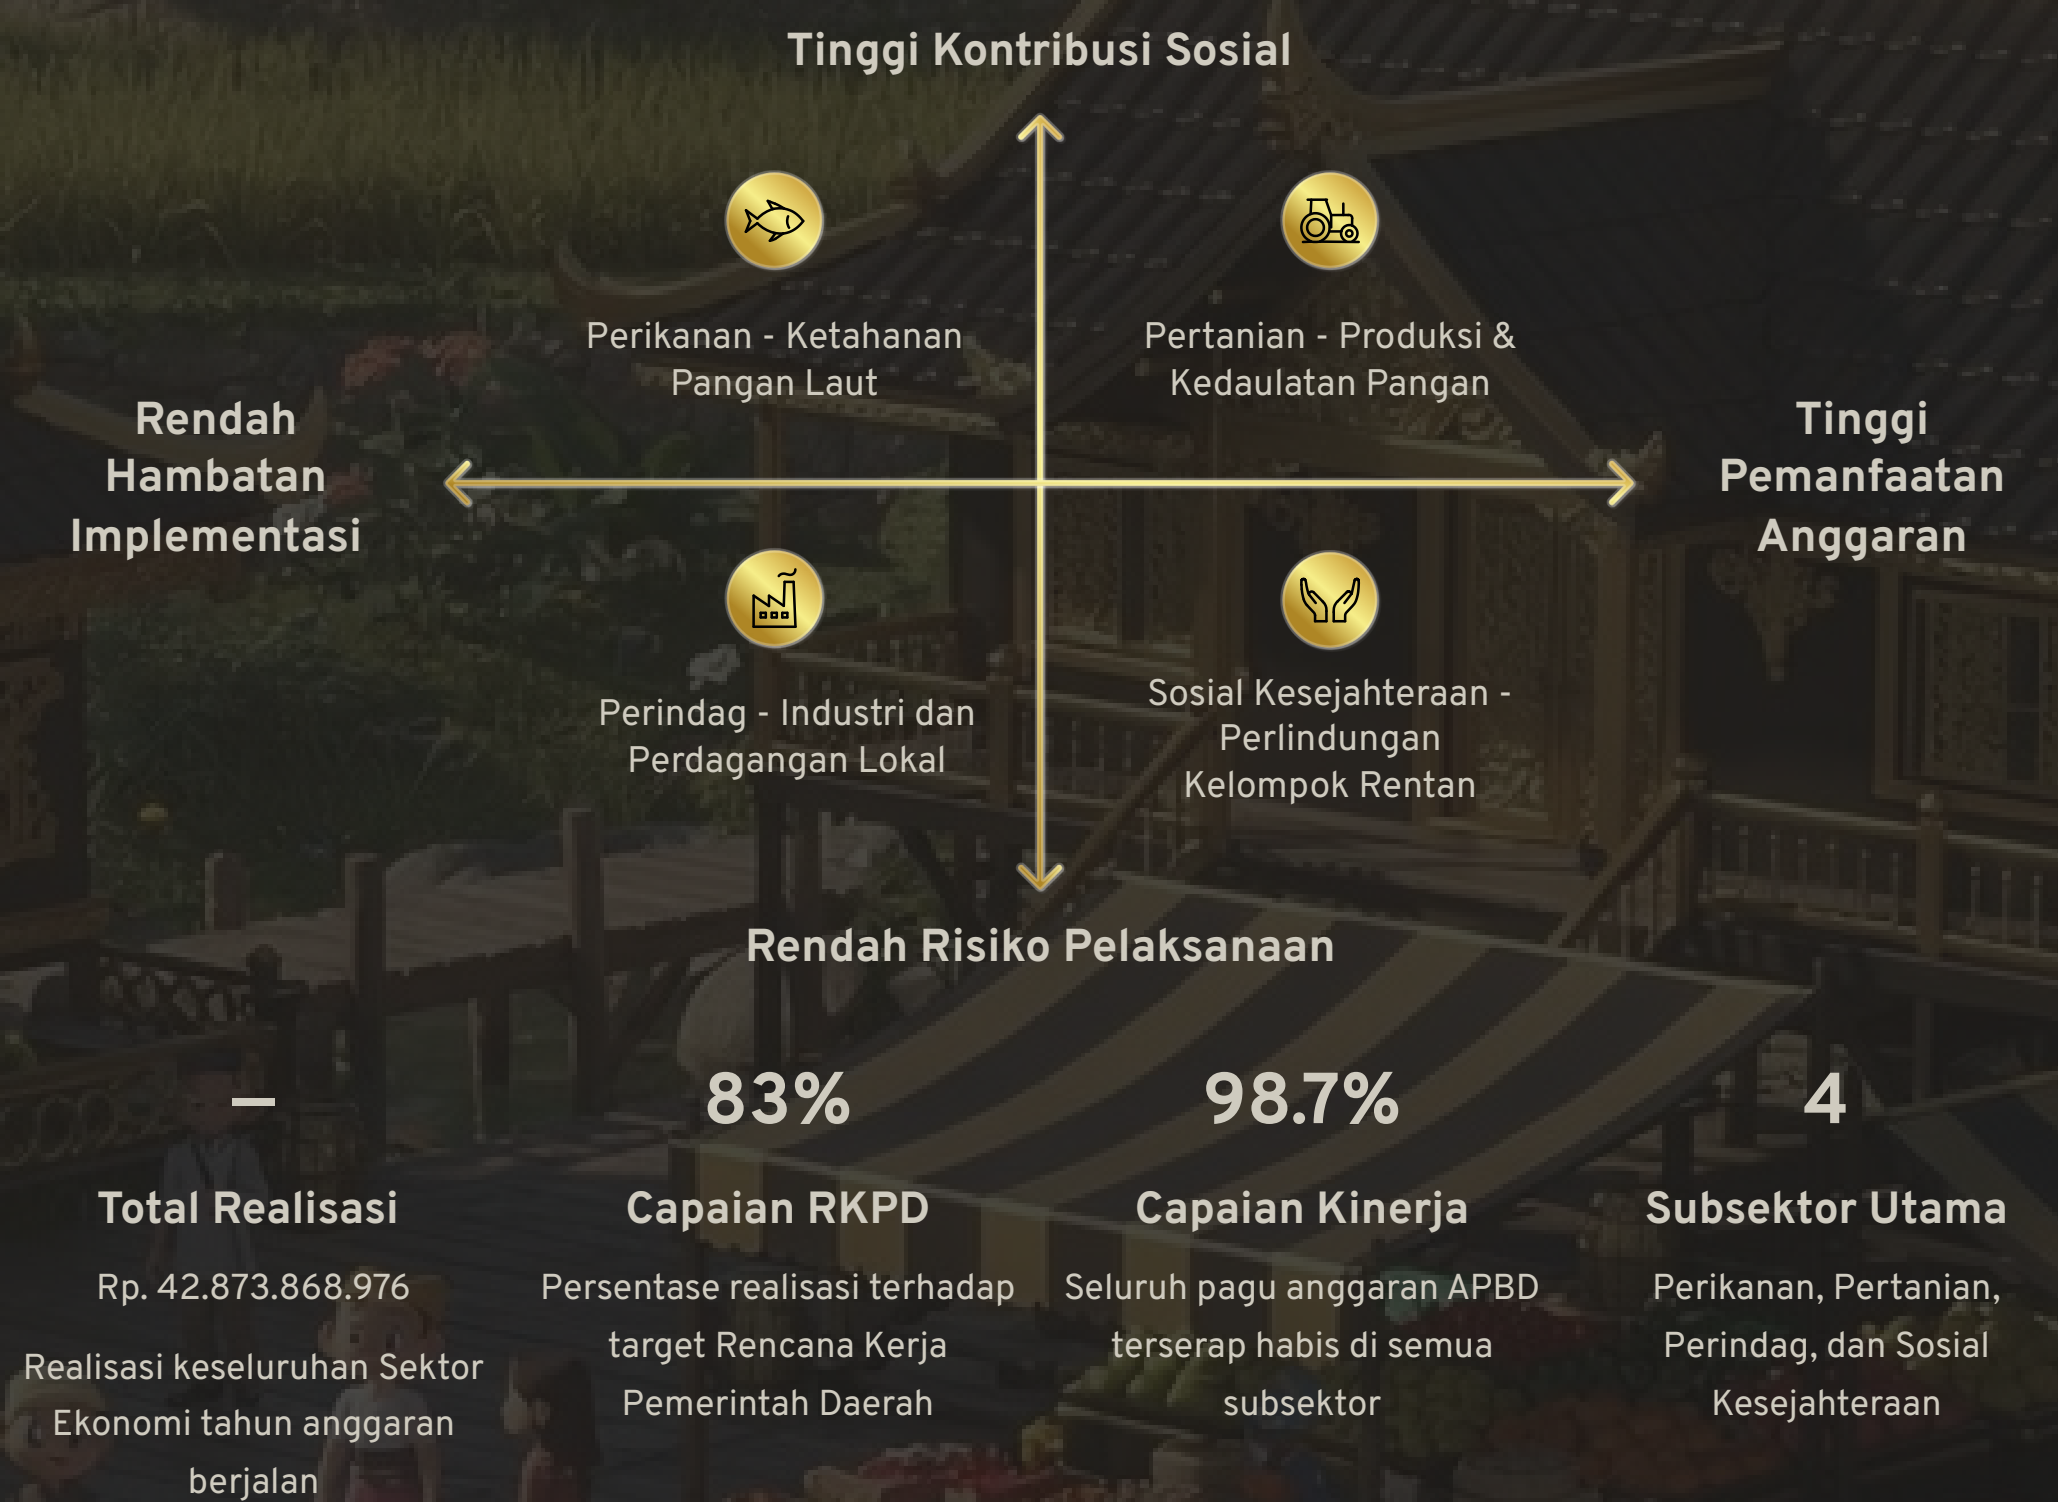 Tinggi Kontribusi Sosial
Perikanan - Ketahanan
Pangan Laut
Pertanian - Produksi &
Kedaulatan Pangan
Rendah
Hambatan
Implementasi
Tinggi
Pemanfaatan
Anggaran
Perindag - Industri dan
Perdagangan Lokal
Sosial Kesejahteraan -
Perlindungan
Kelompok Rentan
Rendah Risiko Pelaksanaan
–
Total Realisasi
Rp. 42.873.868.976
Realisasi keseluruhan Sektor
Ekonomi tahun anggaran
berjalan
83%
Capaian RKPD
Persentase realisasi terhadap
target Rencana Kerja
Pemerintah Daerah
98.7%
Capaian Kinerja
Seluruh pagu anggaran APBD
terserap habis di semua
subsektor
4
Subsektor Utama
Perikanan, Pertanian,
Perindag, dan Sosial
Kesejahteraan